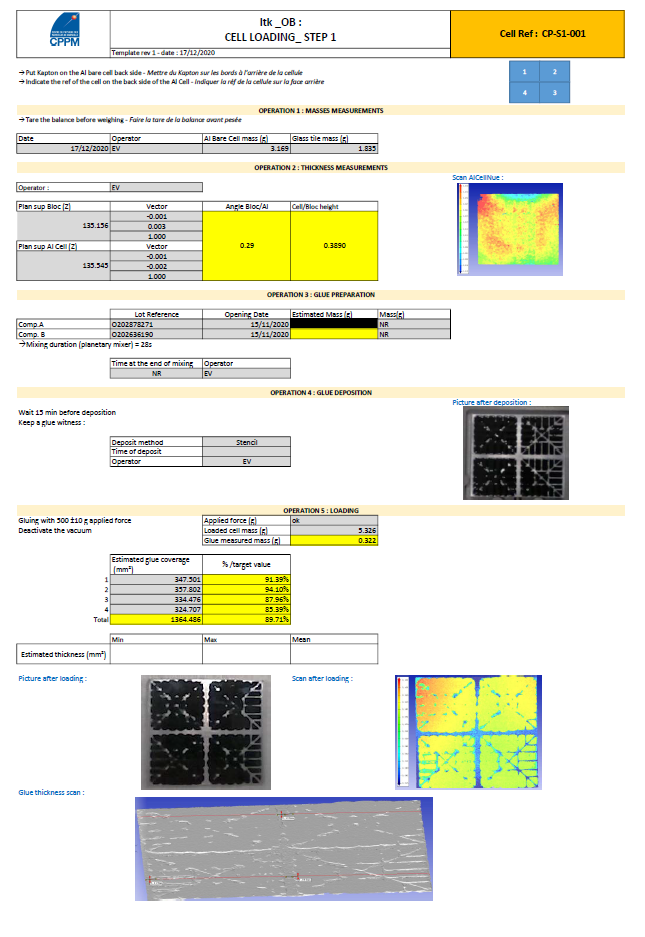 CPPM
Itk _OB :
CELL LOADING_ STEP 1
Cell Ref : CP-S1-001
Template rev 1 - date : 17/12/2020
→ Put Kapton on the Al bare cell back side - Mettre du Kapton sur les bords à l'arrière de la cellule
→ Indicate the ref of the cell on the back side of the Al Cell - Indiquer la réf de la cellule sur la face arrière
1 2
4 3
OPERATION 1 : MASSES MEASUREMENTS
→ Tare the balance before weighing - Faire la tare de la balance avant pesée
Date Operator Al Bare Cell mass (g) Glass tile mass (g)
17/12/2020 EV 3.169 1.835
OPERATION 2 : THICKNESS MEASUREMENTS
Scan AlCellNue :
Operator : EV
Plan sup Bloc (Z) Vector Angle Bloc/Al Cell/Bloc height
135.156
-0.001
0.003
1.000
0.29 0.3890
Plan sup Al Cell (Z) Vector
135.545
-0.001
-0.002
1.000
OPERATION 3 : GLUE PREPARATION
Lot Reference Opening Date Estimated Mass (g) Mass(g)
Comp.A O202878271 15/11/2020 NR
Comp. B O202636190 15/11/2020 NR
→Mixing duration (planetary mixer) = 28s
Time at the end of mixing Operator
NR EV
OPERATION 4 : GLUE DEPOSITION
Picture after deposition :
Wait 15 min before deposition
Keep a glue witness :
Deposit method Stencil
Time of deposit
Operator EV
OPERATION 5 : LOADING
Gluing with 500 ±10 g applied force
Deactivate the vacuum
Applied force (g) ok
Loaded cell mass (g) 5.326
Glue measured mass (g) 0.322
Estimated glue coverage (mm²) % /target value
1 347.501 91.39%
2 357.802 94.10%
3 334.476 87.96%
4 324.707 85.39%
Total 1364.486 89.71%
Min Max Mean
Estimated thickness (mm²)
Picture after loading :
Scan after loading :
Glue thickness scan :